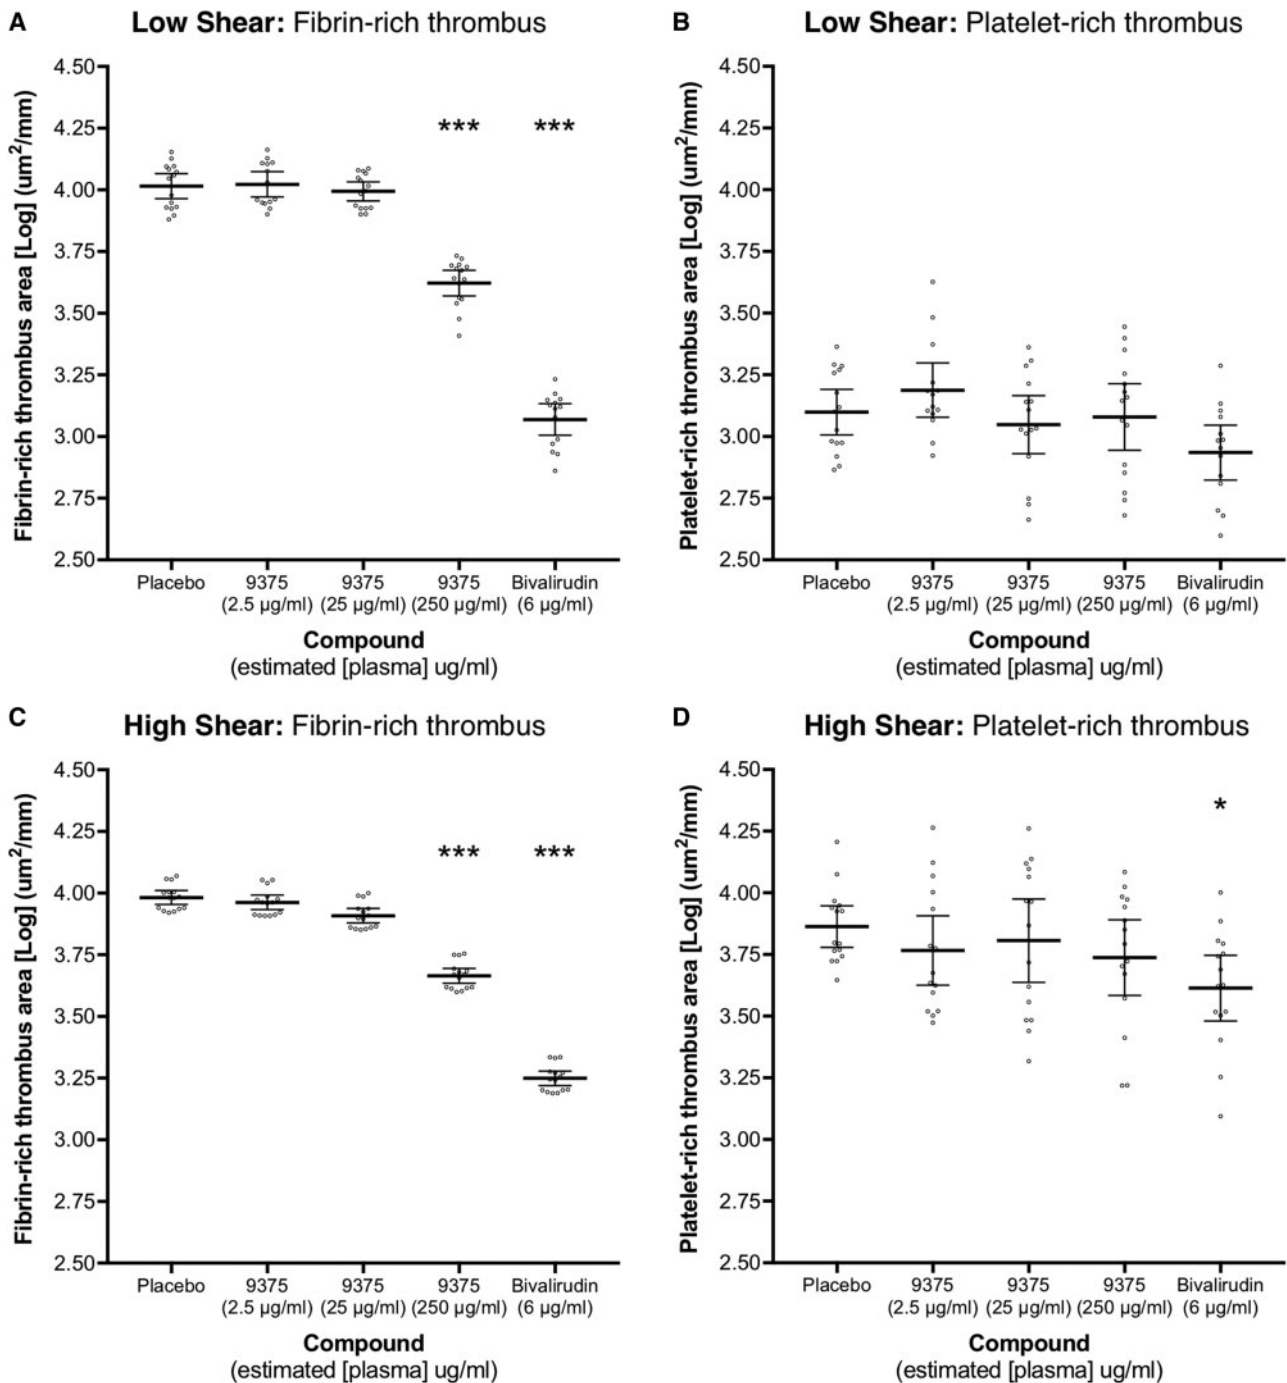 A
Low Shear: Fibrin-rich thrombus
Fibrin-rich thrombus area [Log] (um²/mm)
4.50
4.25
4.00
3.75
3.50
3.25
3.00
2.75
2.50
*** ***
Placebo 9375 9375 9375 Bivalirudin
(2.5 µg/ml) (25 µg/ml) (250 µg/ml) (6 µg/ml)
Compound
(estimated [plasma] ug/ml)
B
Low Shear: Platelet-rich thrombus
Platelet-rich thrombus area [Log] (um²/mm)
4.50
4.25
4.00
3.75
3.50
3.25
3.00
2.75
2.50
Placebo 9375 9375 9375 Bivalirudin
(2.5 µg/ml) (25 µg/ml) (250 µg/ml) (6 µg/ml)
Compound
(estimated [plasma] ug/ml)
C
High Shear: Fibrin-rich thrombus
Fibrin-rich thrombus area [Log] (um²/mm)
4.50
4.25
4.00
3.75
3.50
3.25
3.00
2.75
2.50
*** ***
Placebo 9375 9375 9375 Bivalirudin
(2.5 µg/ml) (25 µg/ml) (250 µg/ml) (6 µg/ml)
Compound
(estimated [plasma] ug/ml)
D
High Shear: Platelet-rich thrombus
Platelet-rich thrombus area [Log] (um²/mm)
4.50
4.25
4.00
3.75
3.50
3.25
3.00
2.75
2.50
*
Placebo 9375 9375 9375 Bivalirudin
(2.5 µg/ml) (25 µg/ml) (250 µg/ml) (6 µg/ml)
Compound
(estimated [plasma] ug/ml)